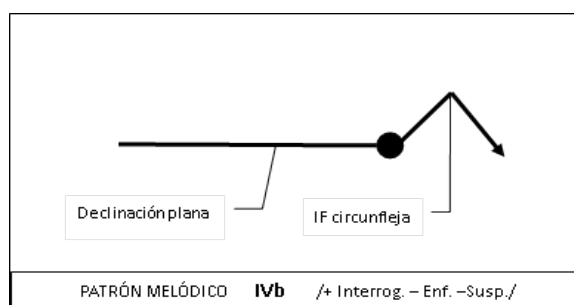 Declinación plana
IF circunfleja
PATRÓN MELÓDICO IVb /+ Interrog. – Enf. –Susp./